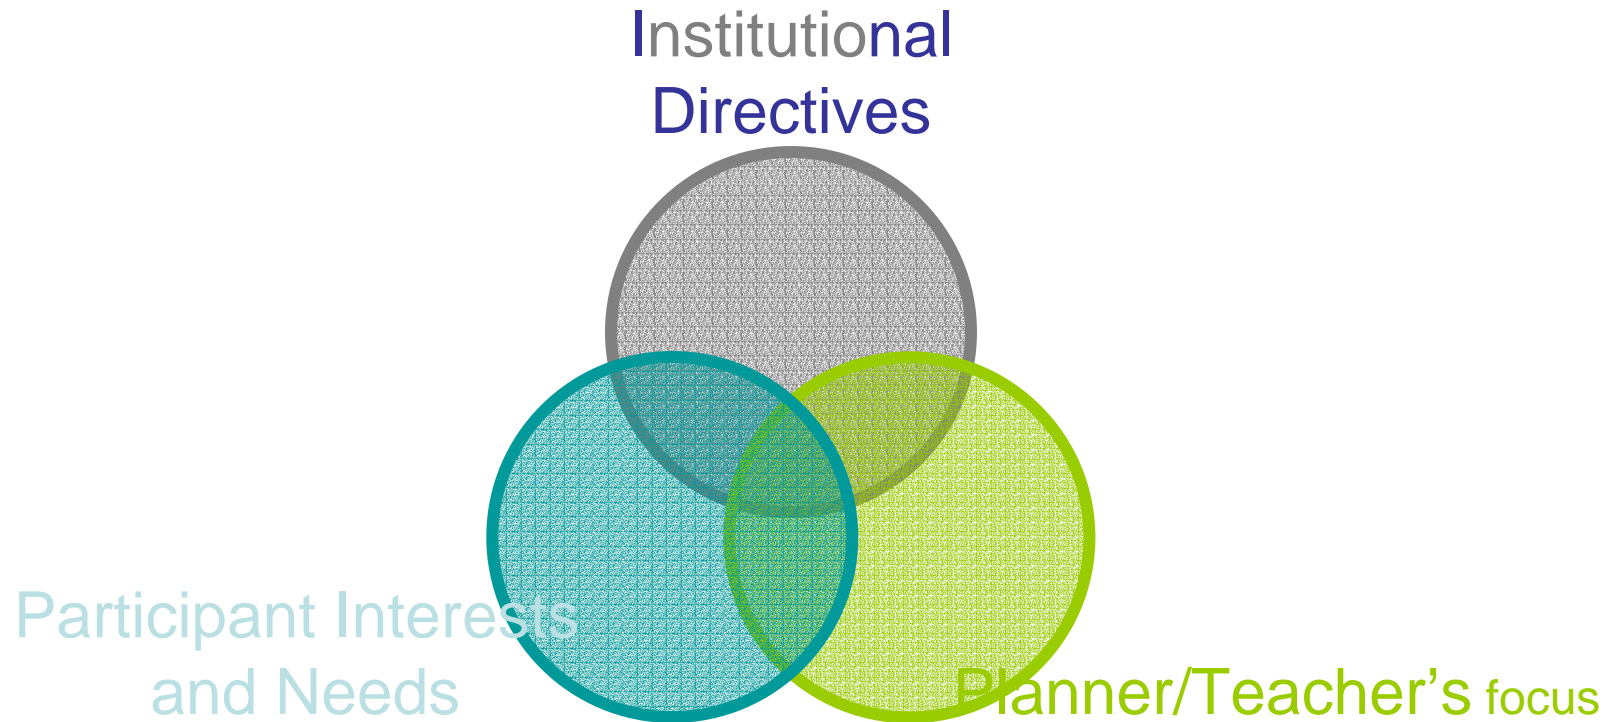 Institutional
Directives
Participant Interests
and Needs
Planner/Teacher’s focus